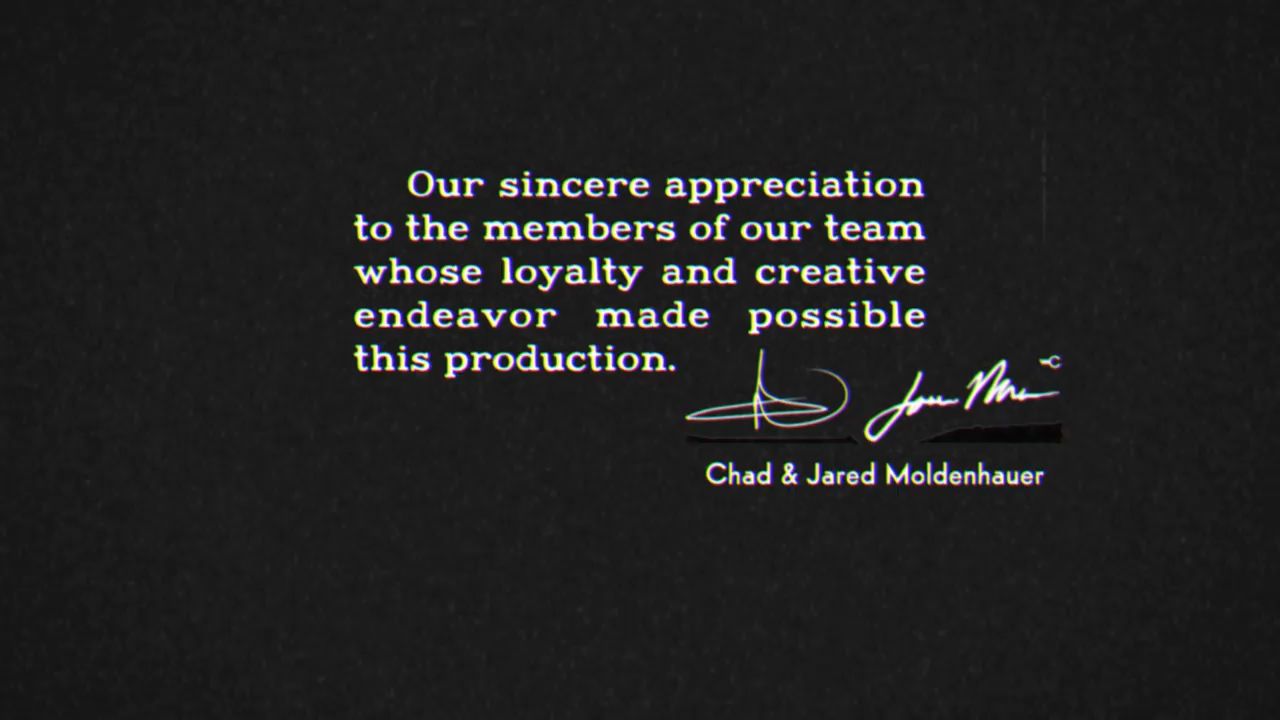 Our sincere appreciation
to the members of our team
whose loyalty and creative
endeavor made possible
this production.
Chad & Jared Moldenhauer